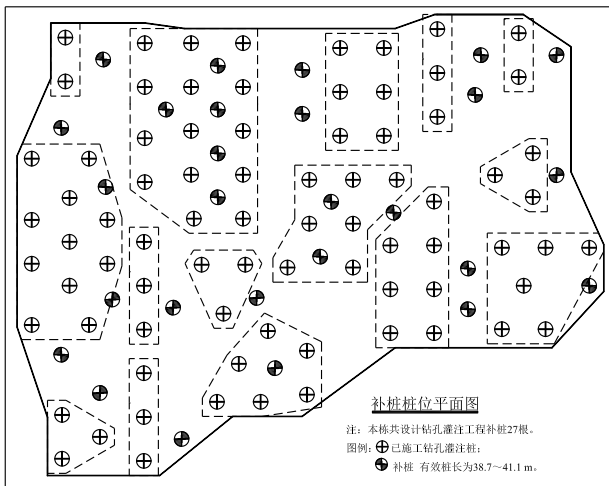 补桩桩位平面图
注：本栋共设计钻孔灌注工程补桩27根。
图例：已施工钻孔灌注桩；
补桩 有效桩长为38.7～41.1 m。